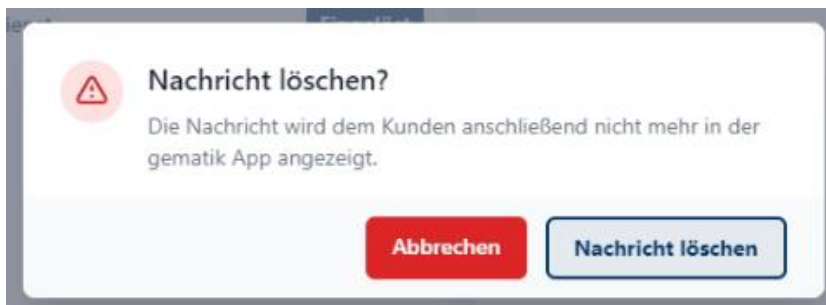 Nachricht löschen?
Die Nachricht wird dem Kunden anschließend nicht mehr in der
gematik App angezeigt.
Abbrechen
Nachricht löschen